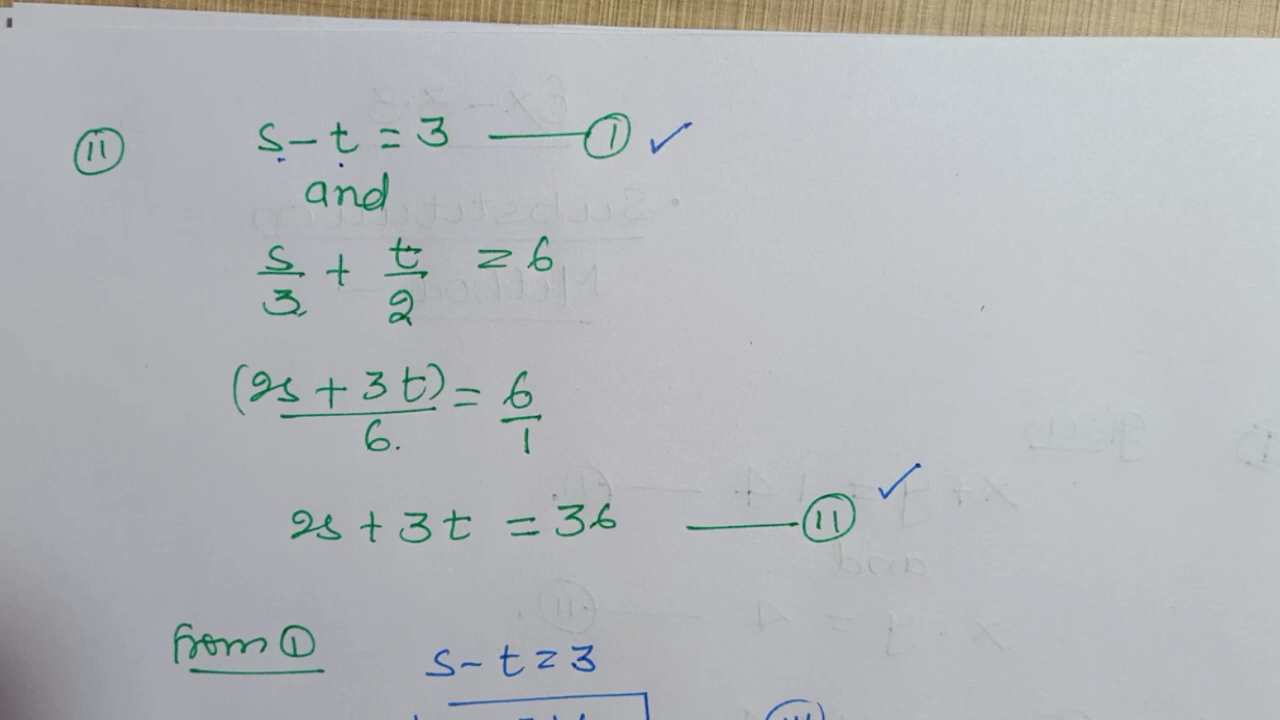 (11) s - t = 3 —— (1) ✓
and
s/3 + t/2 = 6
(2s + 3t)/6. = 6/1
2s + 3t = 36 —— (11) ✓
from (1) s - t = 3